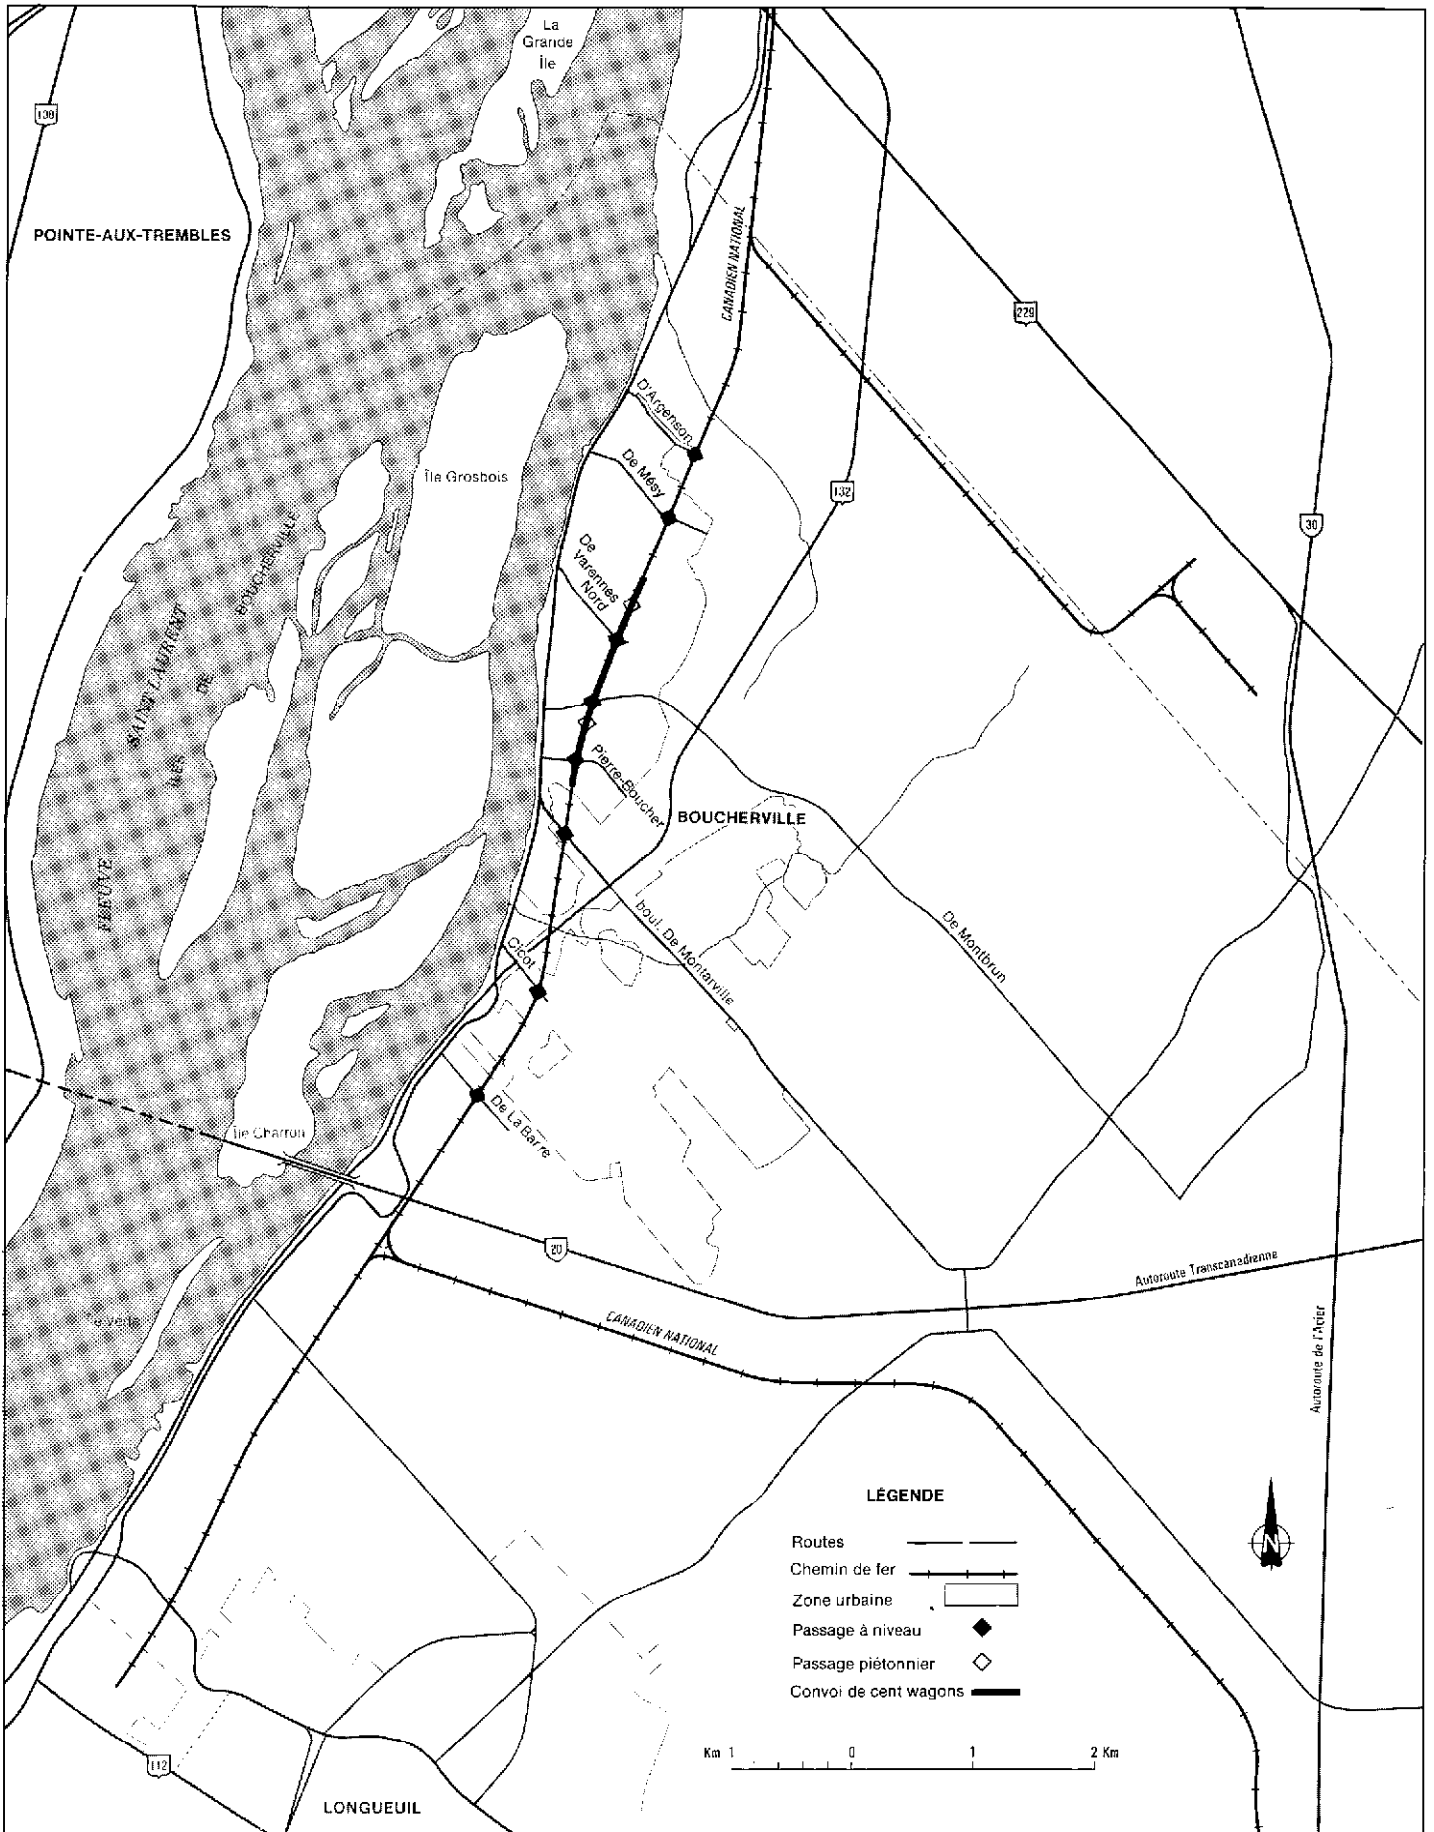 La
Grande
Île
138
POINTE-AUX-TREMBLES
CANADIEN NATIONAL
229
D'Argenson
De Mésy
Île Grosbois
132
30
De
Varennes
Nord
FLEUVE SAINT LAURENT
ÎLES DE BOUCHERVILLE
Pierre-Boucher
BOUCHERVILLE
boul. De Montarville
De Montbrun
Cicot
De La Barre
Île Charron
20
Autoroute Transcanadienne
CANADIEN NATIONAL
Autoroute de l'Acier
LÉGENDE
Routes
Chemin de fer
Zone urbaine
Passage à niveau
Passage piétonnier
Convoi de cent wagons
N
Km 1 0 1 2 Km
112
LONGUEUIL